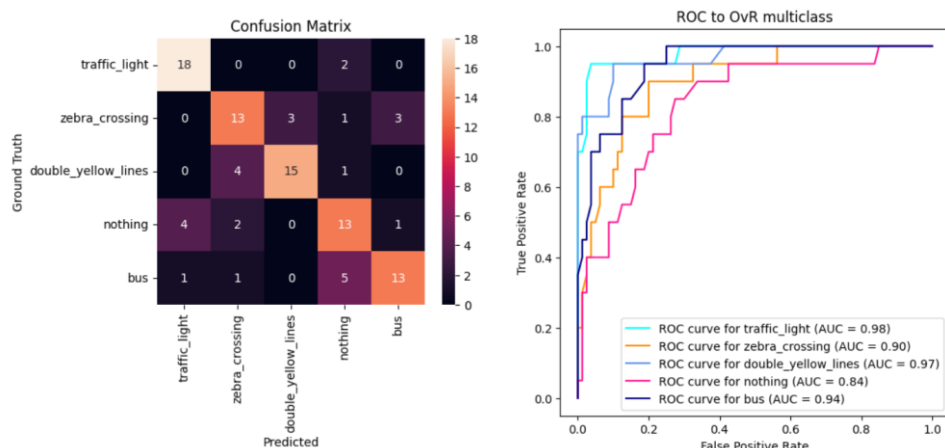 Confusion Matrix
Ground Truth
traffic_light 18 0 0 2 0
zebra_crossing 0 13 3 1 3
double_yellow_lines 0 4 15 1 0
nothing 4 2 0 13 1
bus 1 1 0 5 13
traffic_light
zebra_crossing
double_yellow_lines
nothing
bus
Predicted
18
16
14
12
10
8
6
4
2
0
ROC to OvR multiclass
True Positive Rate
1.0
0.8
0.6
0.4
0.2
0.0
ROC curve for traffic_light (AUC = 0.98)
ROC curve for zebra_crossing (AUC = 0.90)
ROC curve for double_yellow_lines (AUC = 0.97)
ROC curve for nothing (AUC = 0.84)
ROC curve for bus (AUC = 0.94)
0.0 0.2 0.4 0.6 0.8 1.0
False Positive Rate